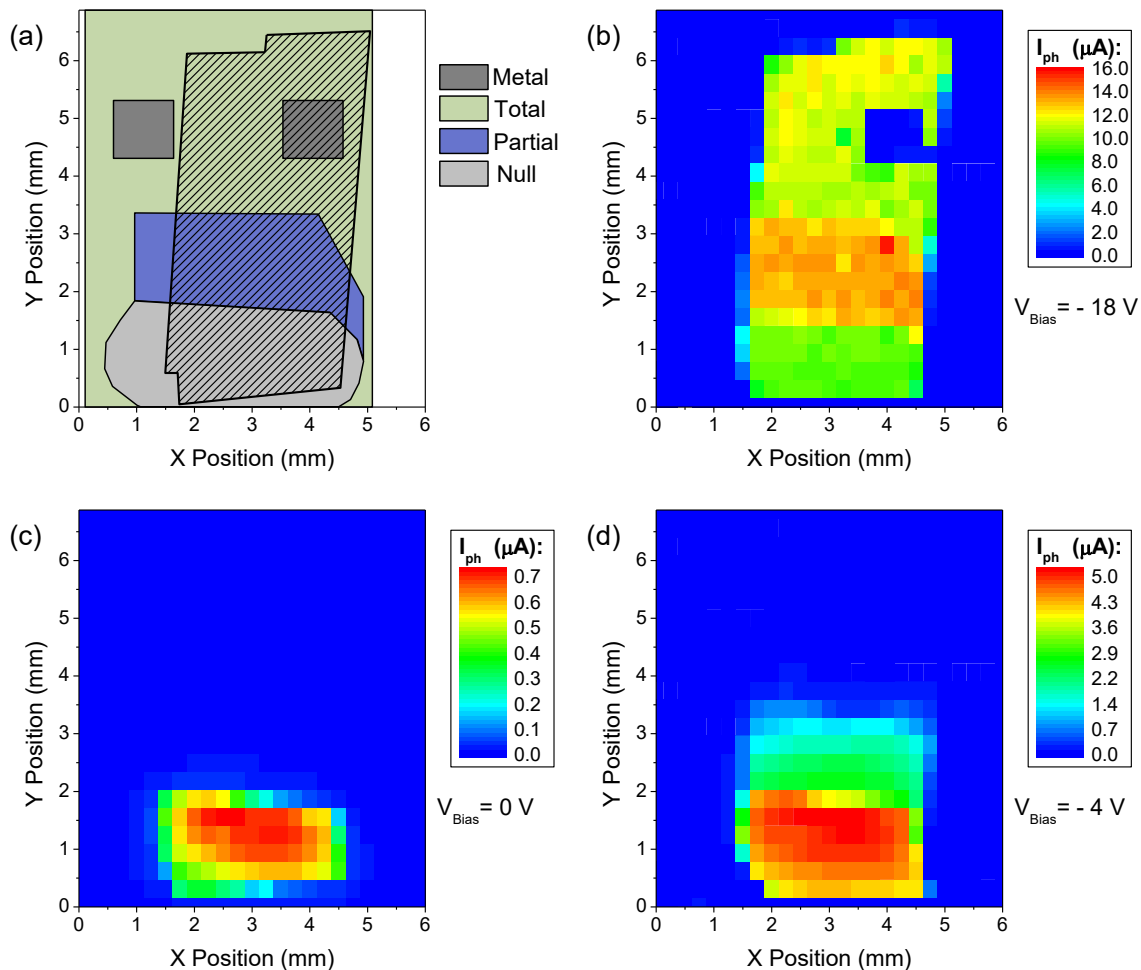 (a)
6
5
4
3
2
1
0
Y Position (mm)
0 1 2 3 4 5 6
X Position (mm)
Metal
Total
Partial
Null
(b)
6
5
4
3
2
1
0
Y Position (mm)
0 1 2 3 4 5 6
X Position (mm)
I_ph (μA):
16.0
14.0
12.0
10.0
8.0
6.0
4.0
2.0
0.0
V_Bias = - 18 V
(c)
6
5
4
3
2
1
0
Y Position (mm)
0 1 2 3 4 5 6
X Position (mm)
I_ph (μA):
0.7
0.6
0.5
0.4
0.3
0.2
0.1
0.0
V_Bias = 0 V
(d)
6
5
4
3
2
1
0
Y Position (mm)
0 1 2 3 4 5 6
X Position (mm)
I_ph (μA):
5.0
4.3
3.6
2.9
2.2
1.4
0.7
0.0
V_Bias = - 4 V